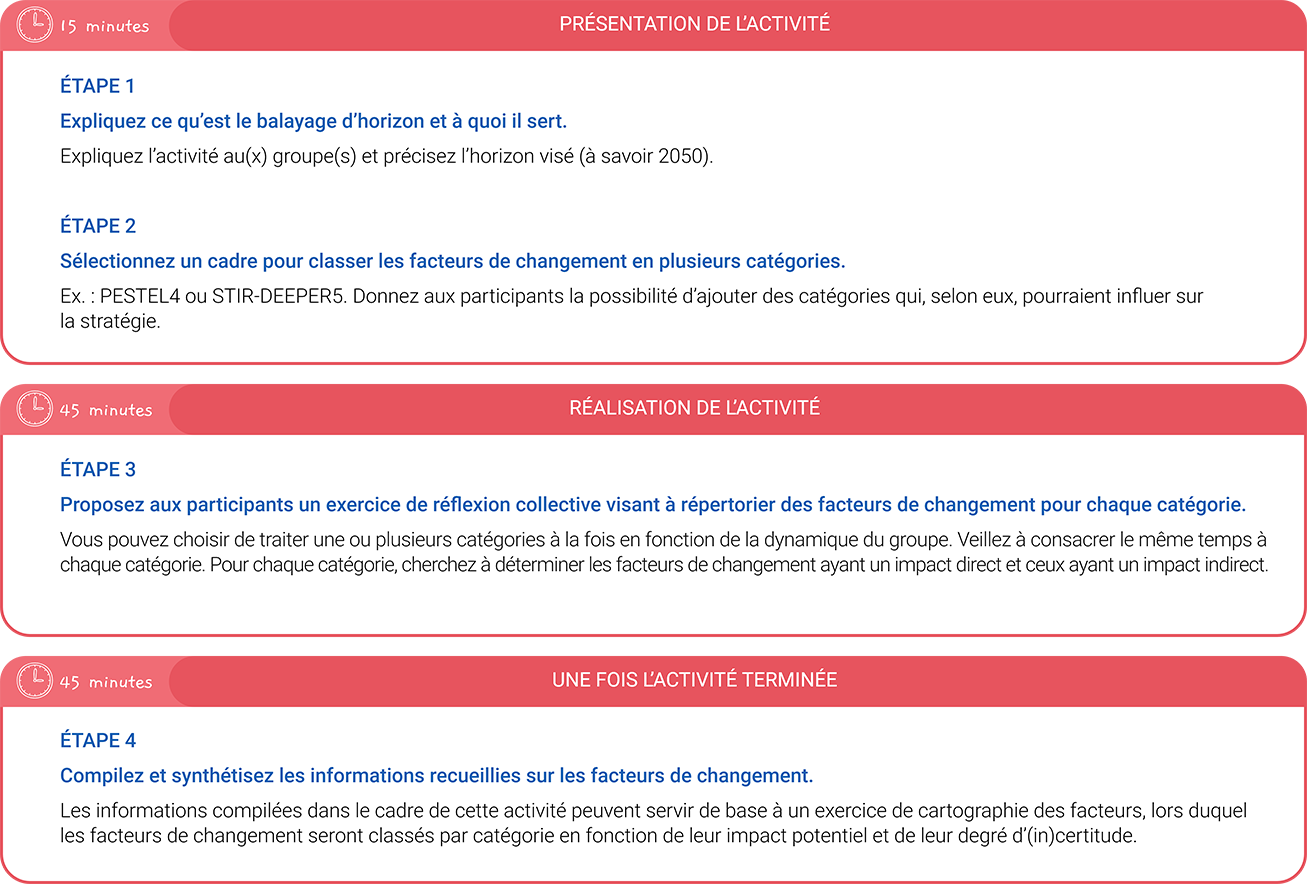 15 minutes
PRÉSENTATION DE L’ACTIVITÉ
ÉTAPE 1
Expliquez ce qu’est le balayage d’horizon et à quoi il sert.
Expliquez l’activité au(x) groupe(s) et précisez l’horizon visé (à savoir 2050).
ÉTAPE 2
Sélectionnez un cadre pour classer les facteurs de changement en plusieurs catégories.
Ex. : PESTEL4 ou STIR-DEEPER5. Donnez aux participants la possibilité d’ajouter des catégories qui, selon eux, pourraient influer sur
la stratégie.
45 minutes
RÉALISATION DE L’ACTIVITÉ
ÉTAPE 3
Proposez aux participants un exercice de réflexion collective visant à répertorier des facteurs de changement pour chaque catégorie.
Vous pouvez choisir de traiter une ou plusieurs catégories à la fois en fonction de la dynamique du groupe. Veillez à consacrer le même temps à
chaque catégorie. Pour chaque catégorie, cherchez à déterminer les facteurs de changement ayant un impact direct et ceux ayant un impact indirect.
45 minutes
UNE FOIS L’ACTIVITÉ TERMINÉE
ÉTAPE 4
Compilez et synthétisez les informations recueillies sur les facteurs de changement.
Les informations compilées dans le cadre de cette activité peuvent servir de base à un exercice de cartographie des facteurs, lors duquel
les facteurs de changement seront classés par catégorie en fonction de leur impact potentiel et de leur degré d’(in)certitude.